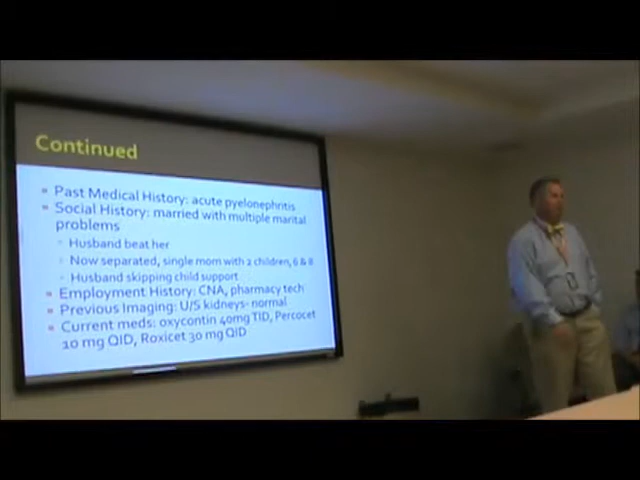 Continued
Past Medical History: acute pyelonephritis
Social History: married with multiple marital
problems
Husband beat her
Now separated, single mom with 2 children, 6 & 8
Husband skipping child support
Employment History: CNA, pharmacy tech
Previous Imaging: U/S kidneys- normal
Current meds: oxycontin 40mg TID, Percocet
10 mg QID, Roxicet 30 mg QID